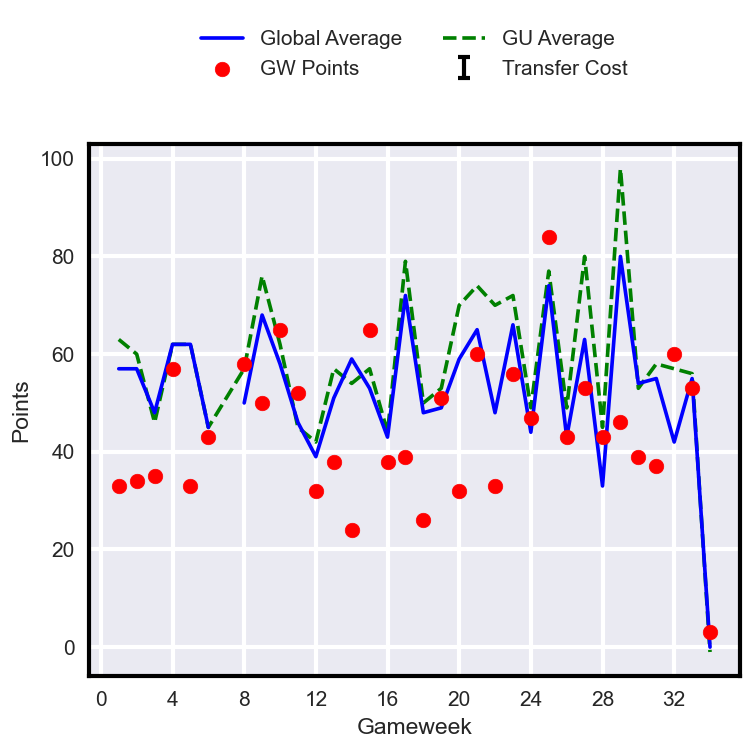 Global Average
GU Average
GW Points
Transfer Cost
100
80
60
40
20
0
Points
0 4 8 12 16 20 24 28 32
Gameweek